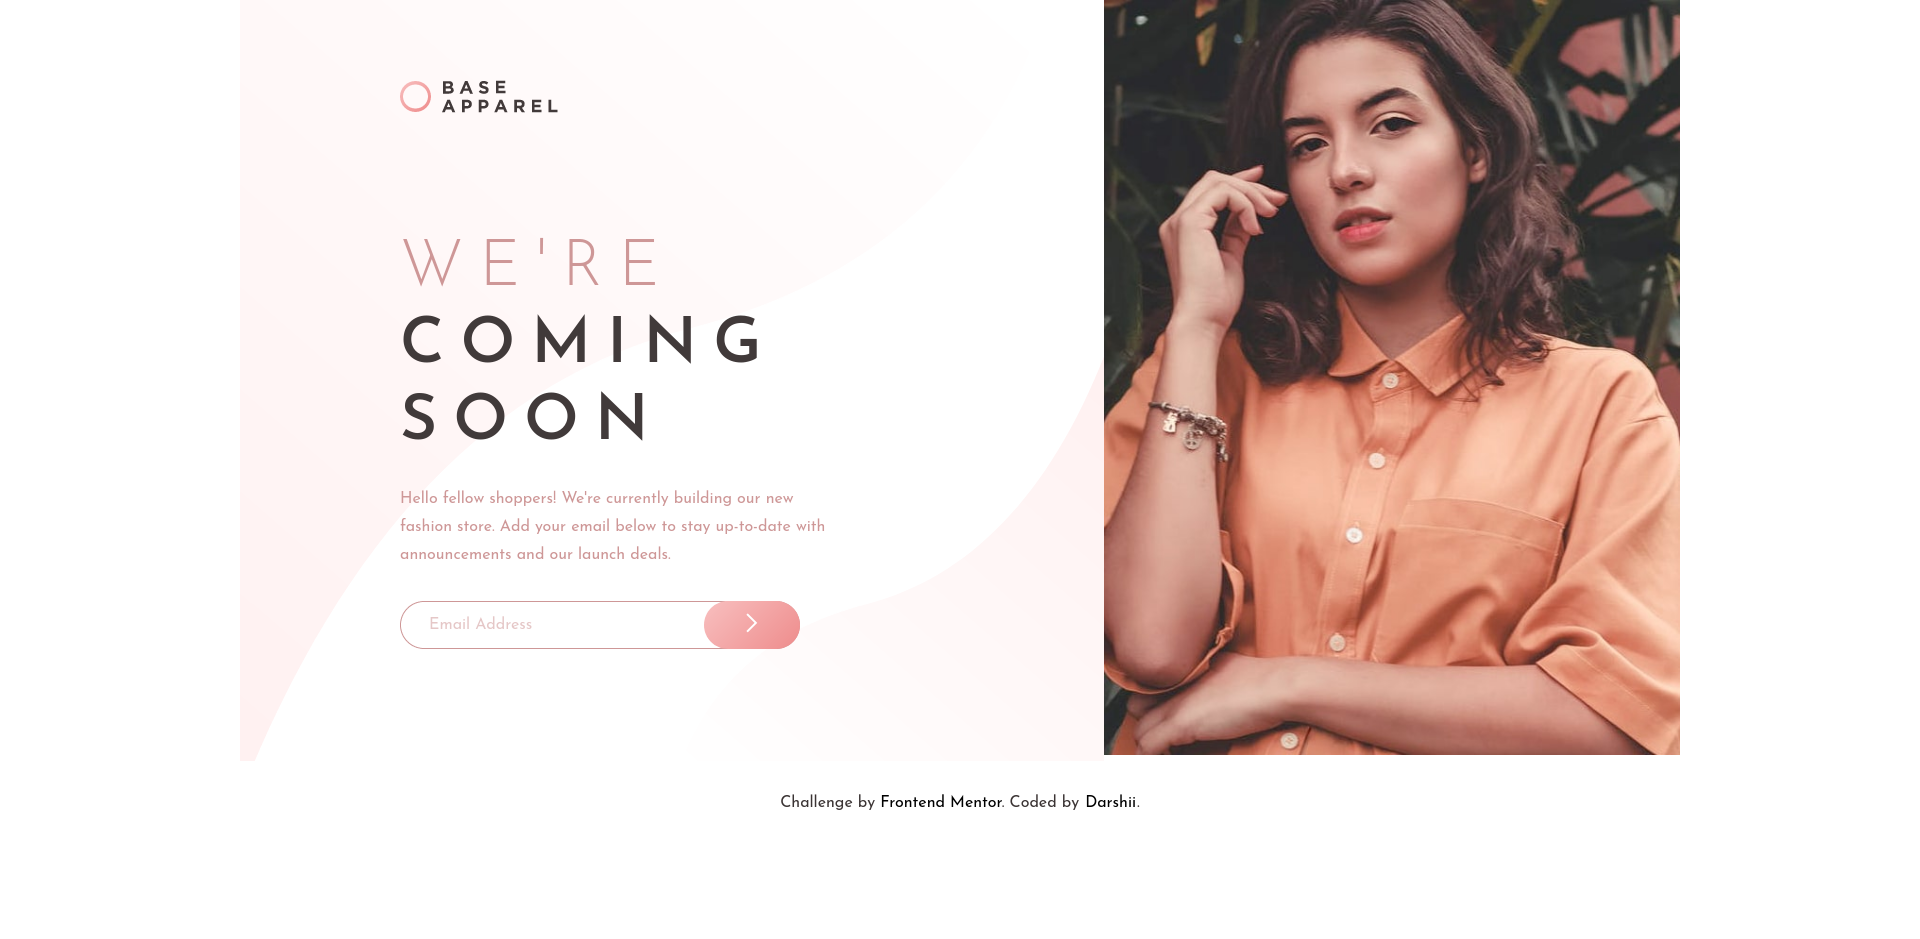 BASE
APPAREL
WE'RE
COMING
SOON
Hello fellow shoppers! We're currently building our new
fashion store. Add your email below to stay up-to-date with
announcements and our launch deals.
Email Address
Challenge by Frontend Mentor. Coded by Darshii.